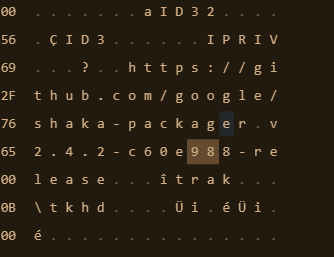 00 . . . . . . . a I D 3 2 . . . .
56 . Ç I D 3 . . . . . . I P R I V
69 . . . ? . . h t t p s : / / g i
2F t h u b . c o m / g o o g l e /
76 s h a k a - p a c k a g e r . v
65 2 . 4 . 2 - c 6 0 e 9 8 8 - r e
00 l e a s e . . . î t r a k . . .
0B \ t k h d . . . . Ü i . é Ü i .
00 é . . . . . . . . . . . . . . .